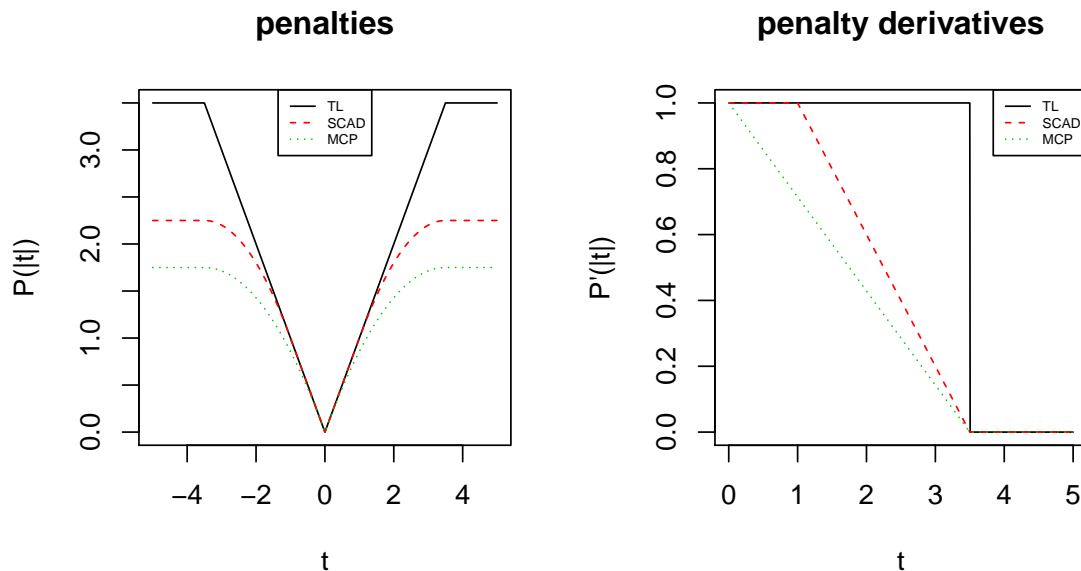 penalties
P(|t|)
0.0
1.0
2.0
3.0
TL
SCAD
MCP
−4
−2
0
2
4
t
penalty derivatives
P'(|t|)
0.0
0.2
0.4
0.6
0.8
1.0
TL
SCAD
MCP
0
1
2
3
4
5
t